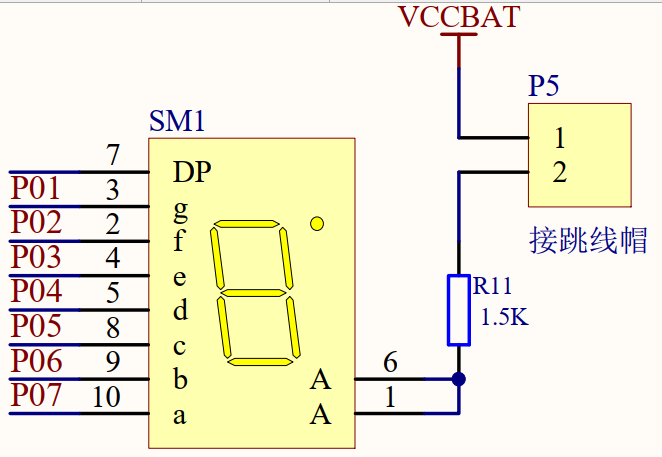 VCCBAT
P5
1
2
接跳线帽
R11
1.5K
SM1
7 DP
P01 3 g
P02 2 f
P03 4 e
P04 5 d
P05 8 c
P06 9 b A 6
P07 10 a A 1